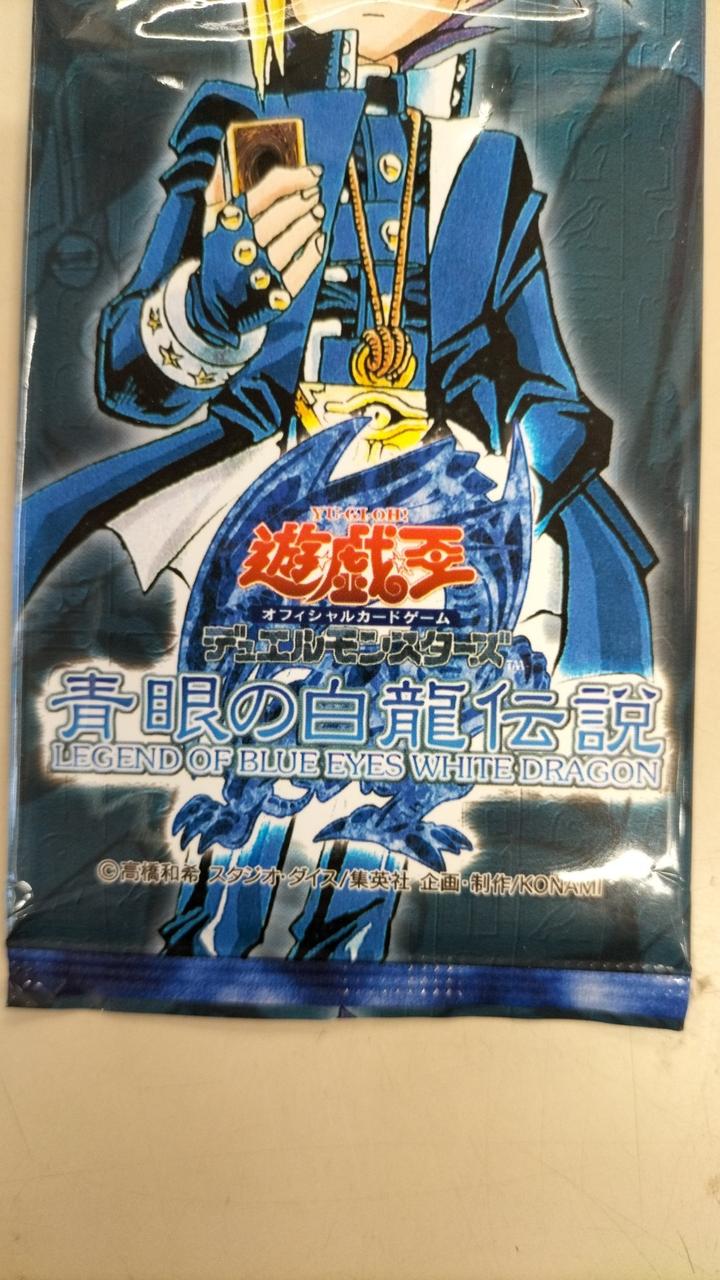 YU-GI-OH!
遊☆戯☆王
オフィシャルカードゲーム
デュエルモンスターズ™
青眼の白龍伝説
LEGEND OF BLUE EYES WHITE DRAGON
©高橋和希 スタジオ・ダイス/集英社 企画・制作/KONAMI